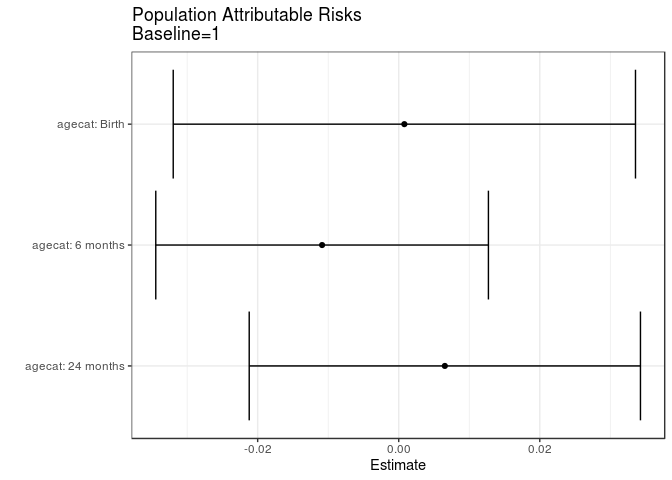 Population Attributable Risks
Baseline=1
agecat: Birth
agecat: 6 months
agecat: 24 months
-0.02 0.00 0.02
Estimate